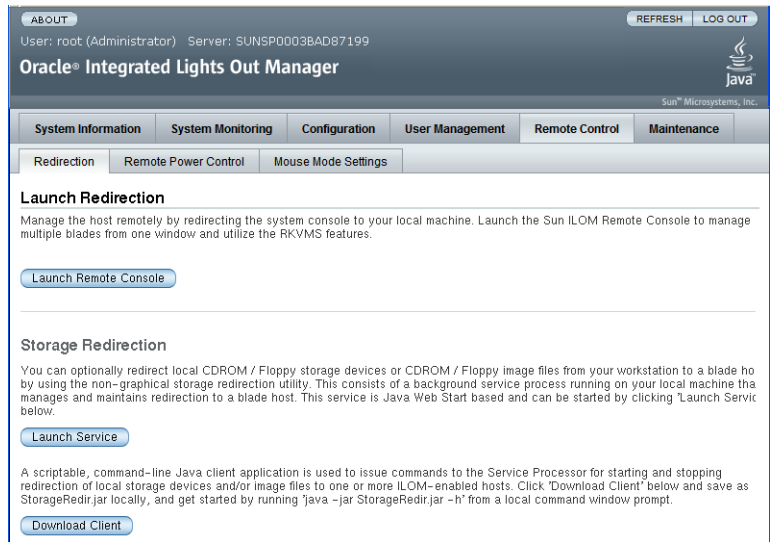 ABOUT
REFRESH LOG OUT
User: root (Administrator) Server: SUNSP0003BAD87199
Oracle® Integrated Lights Out Manager
Java™
Sun™ Microsystems, Inc.
System Information System Monitoring Configuration User Management Remote Control Maintenance
Redirection Remote Power Control Mouse Mode Settings
Launch Redirection
Manage the host remotely by redirecting the system console to your local machine. Launch the Sun ILOM Remote Console to manage
multiple blades from one window and utilize the RKVMS features.
Launch Remote Console
Storage Redirection
You can optionally redirect local CDROM / Floppy storage devices or CDROM / Floppy image files from your workstation to a blade ho
by using the non-graphical storage redirection utility. This consists of a background service process running on your local machine tha
manages and maintains redirection to a blade host. This service is Java Web Start based and can be started by clicking 'Launch Servic
below.
Launch Service
A scriptable, command-line Java client application is used to issue commands to the Service Processor for starting and stopping
redirection of local storage devices and/or image files to one or more ILOM-enabled hosts. Click 'Download Client' below and save as
StorageRedir.jar locally, and get started by running 'java -jar StorageRedir.jar -h' from a local command window prompt.
Download Client